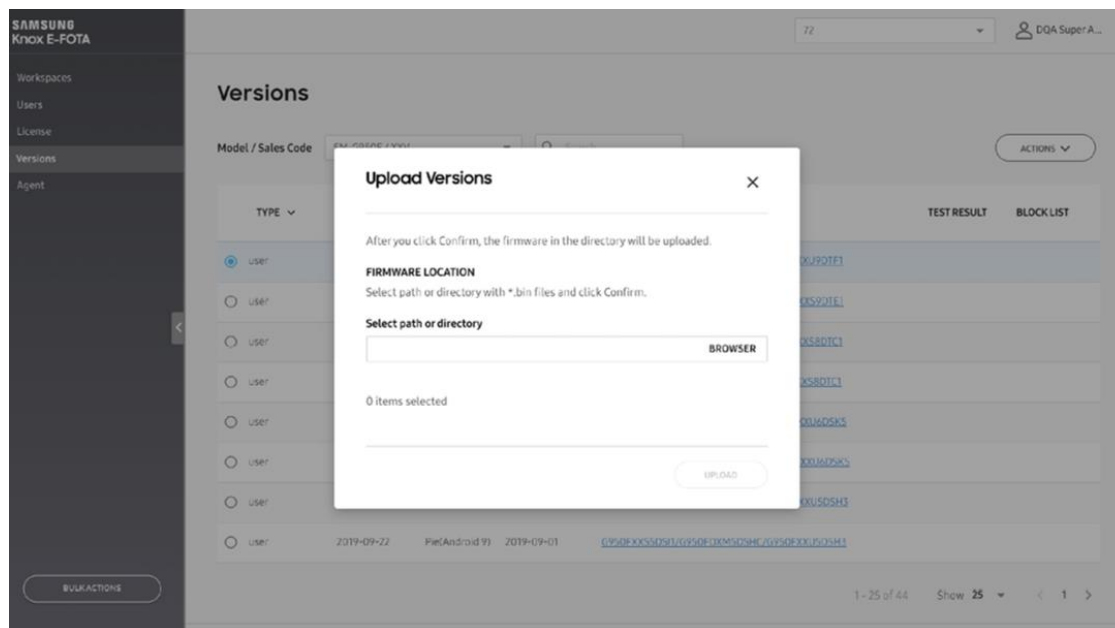 SAMSUNG
Knox E-FOTA
72
DQA Super A...
Workspaces
Users
License
Versions
Agent
BULK ACTIONS
Versions
Model / Sales Code
ACTIONS
TYPE
TEST RESULT
BLOCK LIST
user
user
user
user
user
user
user
user 2019-09-22 Pie(Android 9) 2019-09-01
Upload Versions
After you click Confirm, the firmware in the directory will be uploaded.
FIRMWARE LOCATION
Select path or directory with *.bin files and click Confirm.
Select path or directory
BROWSER
0 items selected
UPLOAD
1 - 25 of 44 Show 25 1